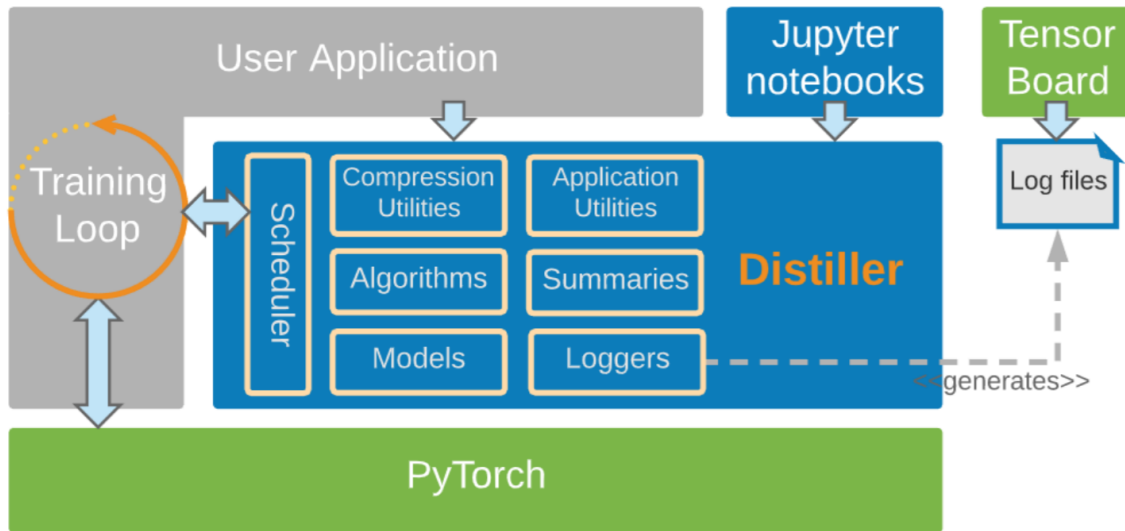 User Application
Jupyter
notebooks
Tensor
Board
Training
Loop
Scheduler
Compression
Utilities
Application
Utilities
Algorithms
Summaries
Models
Loggers
Distiller
Log files
<<generates>>
PyTorch